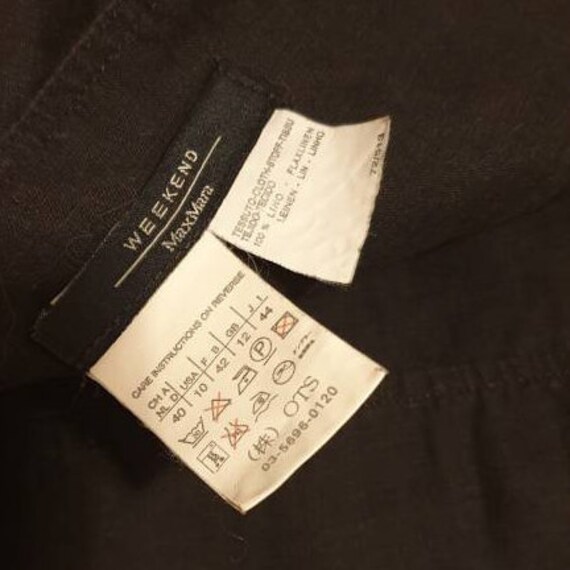 WEEKEND
MaxMara
TESSUTO-CLOTH-STOFF-TISSU
TEJIDO-TECIDO
100 % LINO - FLAX/LINEN
LEINEN - LIN - LINHO
CARE INSTRUCTIONS ON REVERSE
CH A NL D USA F B GB J I
40 10 42 12 44
P
(株) OTS
03-5696-0120